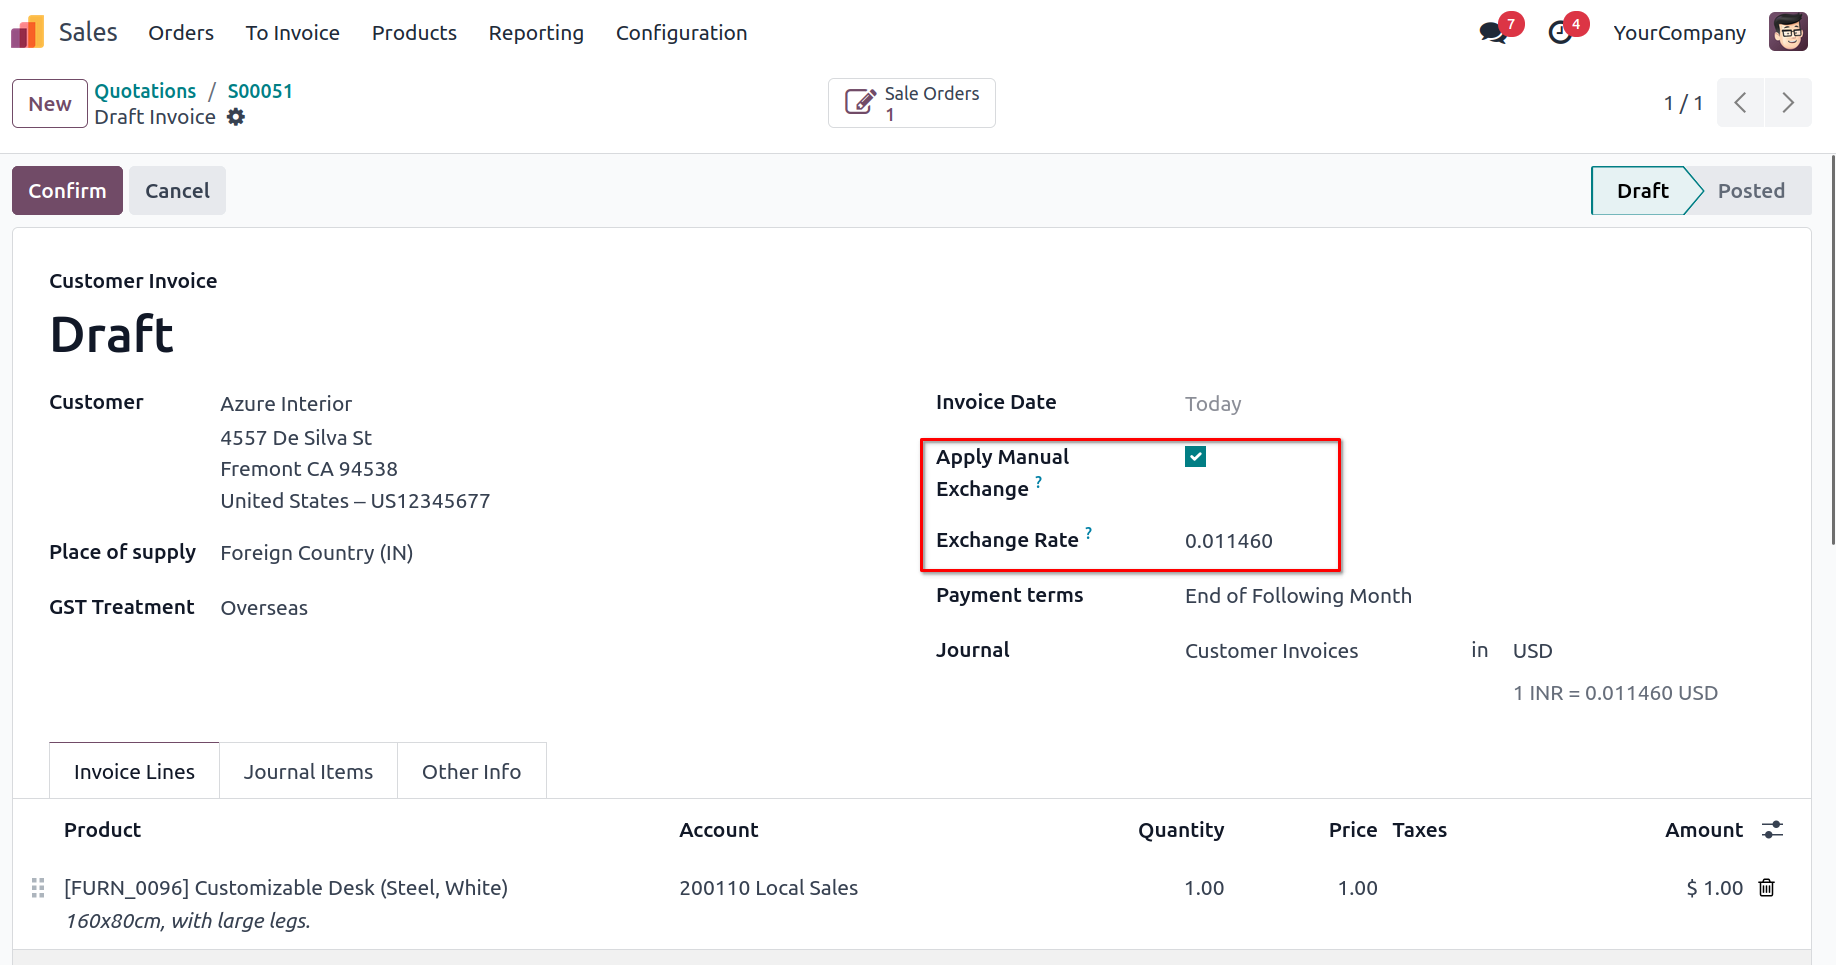 Sales Orders To Invoice Products Reporting Configuration 7 4 YourCompany
New Quotations / S00051
Draft Invoice
Sale Orders
1
1 / 1
Confirm Cancel Draft Posted
Customer Invoice
Draft
Customer Azure Interior
4557 De Silva St
Fremont CA 94538
United States – US12345677
Place of supply Foreign Country (IN)
GST Treatment Overseas
Invoice Date Today
Apply Manual
Exchange ?
Exchange Rate ? 0.011460
Payment terms End of Following Month
Journal Customer Invoices in USD
1 INR = 0.011460 USD
Invoice Lines Journal Items Other Info
Product Account Quantity Price Taxes Amount
[FURN_0096] Customizable Desk (Steel, White) 200110 Local Sales 1.00 1.00 $ 1.00
160x80cm, with large legs.